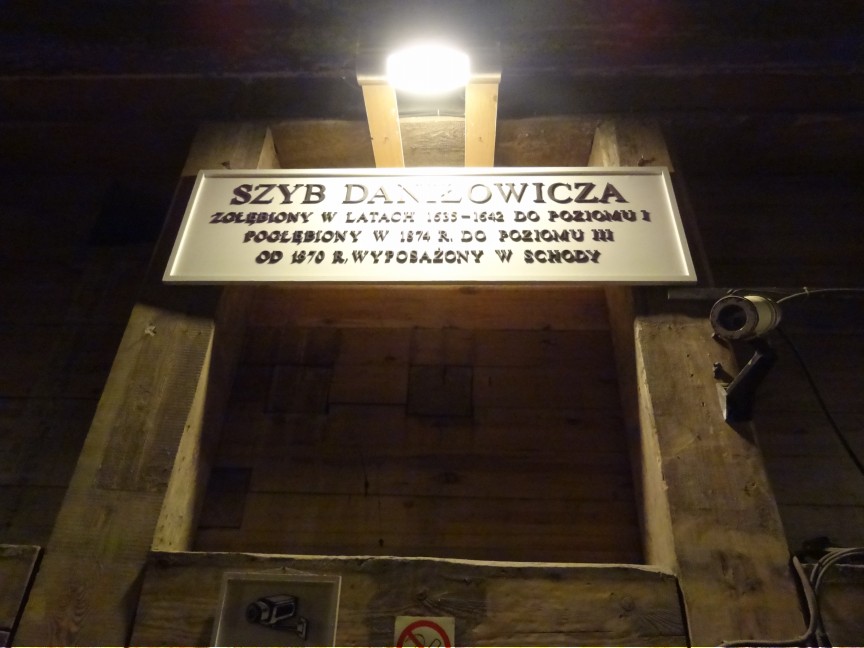 SZYB DANIŁOWICZA
ZGŁĘBIONY W LATACH 1635-1642 DO POZIOMU I
POGŁĘBIONY W 1874 R. DO POZIOMU III
OD 1870 R. WYPOSAŻONY W SCHODY